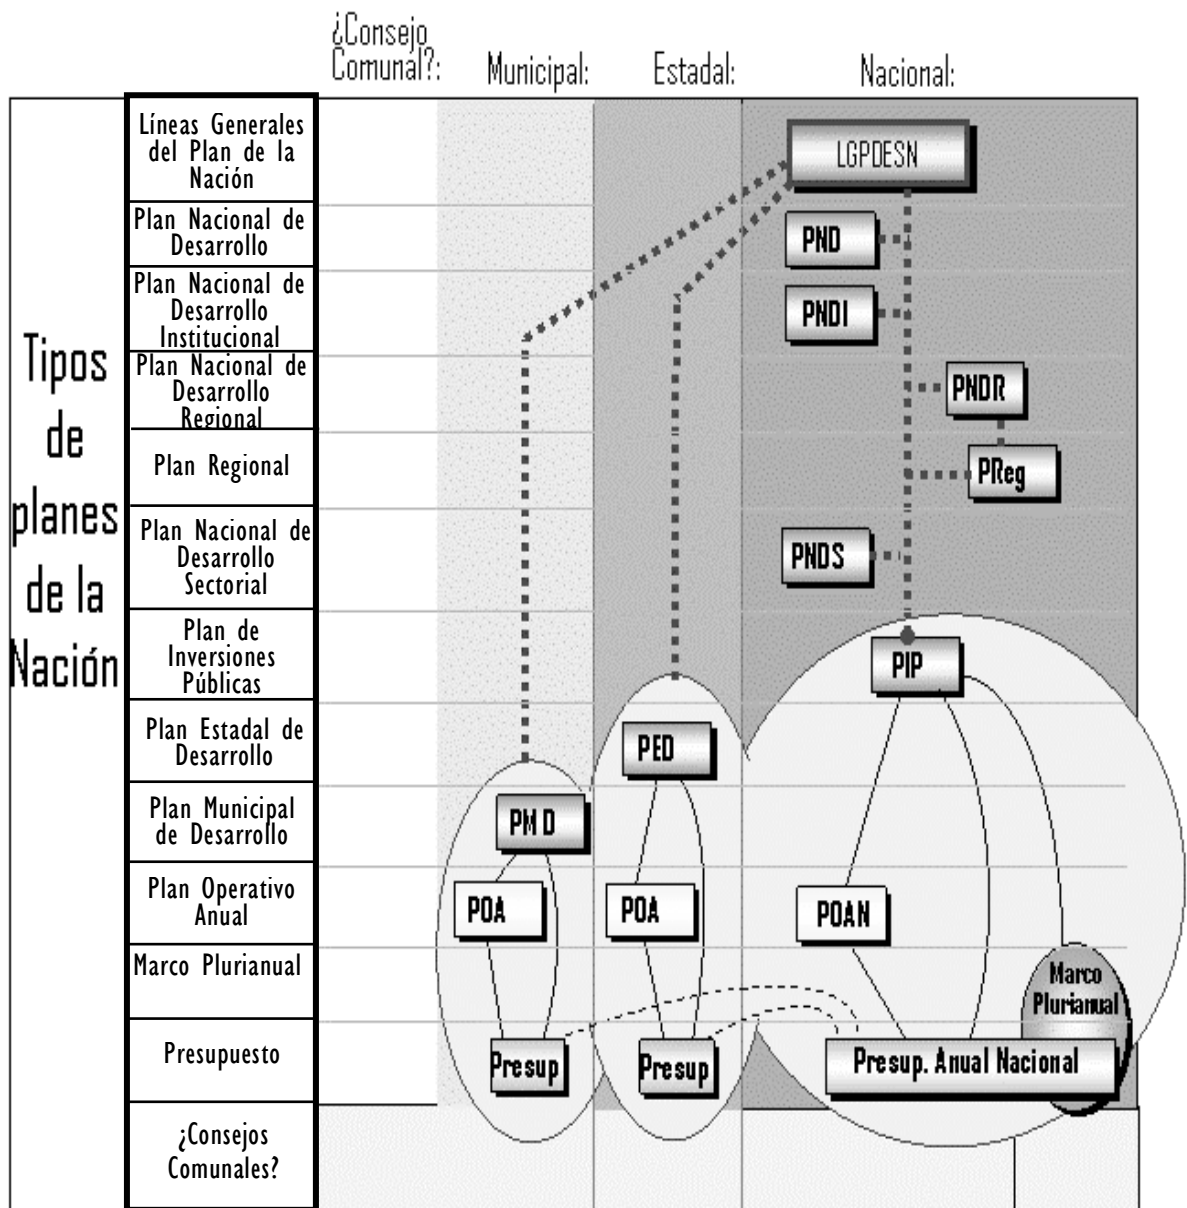 ¿Consejo
Comunal?:
Municipal:
Estadal:
Nacional:
Tipos
de
planes
de la
Nación
Líneas Generales
del Plan de la
Nación
LGPDESN
Plan Nacional de
Desarrollo
PND
Plan Nacional de
Desarrollo
Institucional
PNDI
Plan Nacional de
Desarrollo
Regional
PNDR
Plan Regional
PReg
Plan Nacional de
Desarrollo
Sectorial
PNDS
Plan de
Inversiones
Públicas
PIP
Plan Estadal de
Desarrollo
PED
Plan Municipal
de Desarrollo
PM D
Plan Operativo
Anual
POA
POA
POAN
Marco Plurianual
Marco
Plurianual
Presupuesto
Presup
Presup
Presup. Anual Nacional
¿Consejos
Comunales?